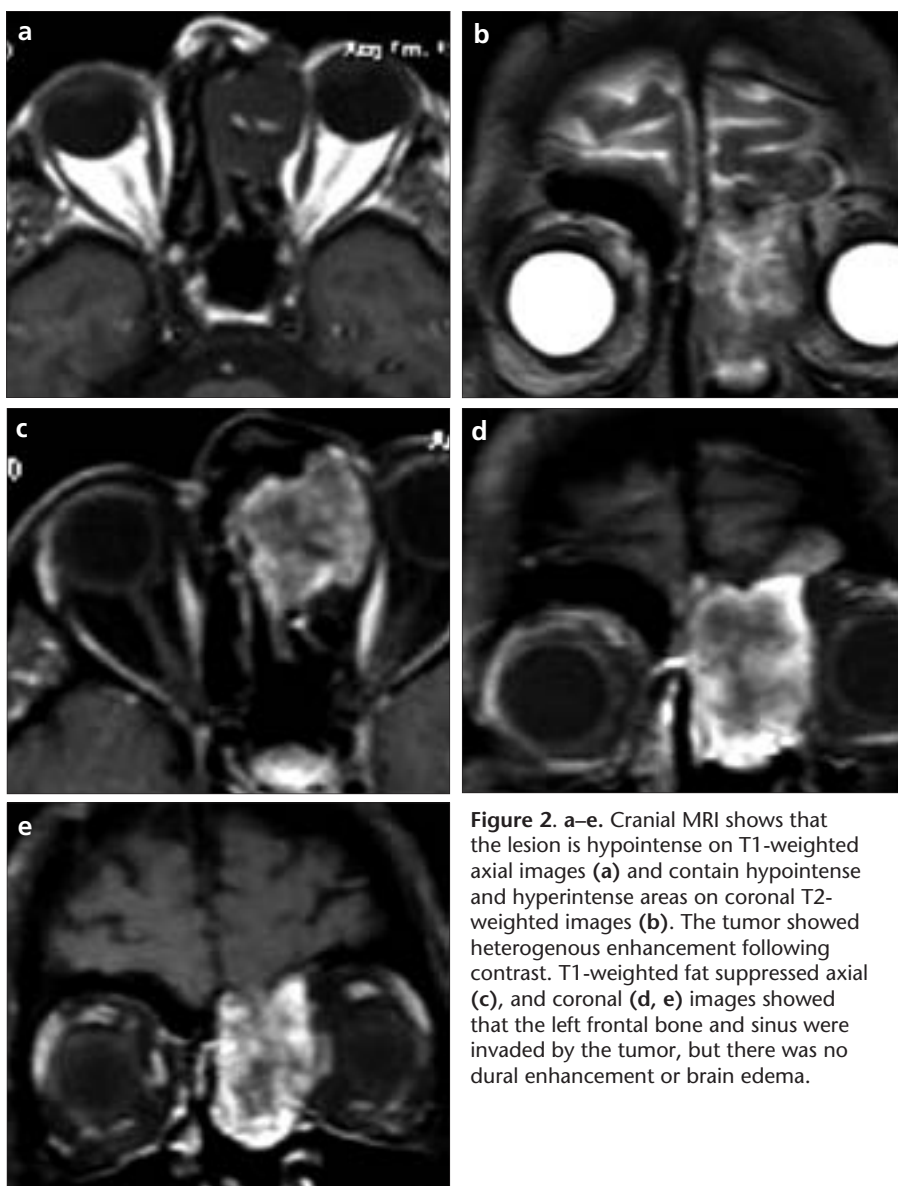 a
b
c
d
e
Figure 2. a–e. Cranial MRI shows that
the lesion is hypointense on T1-weighted
axial images (a) and contain hypointense
and hyperintense areas on coronal T2-
weighted images (b). The tumor showed
heterogenous enhancement following
contrast. T1-weighted fat suppressed axial
(c), and coronal (d, e) images showed
that the left frontal bone and sinus were
invaded by the tumor, but there was no
dural enhancement or brain edema.